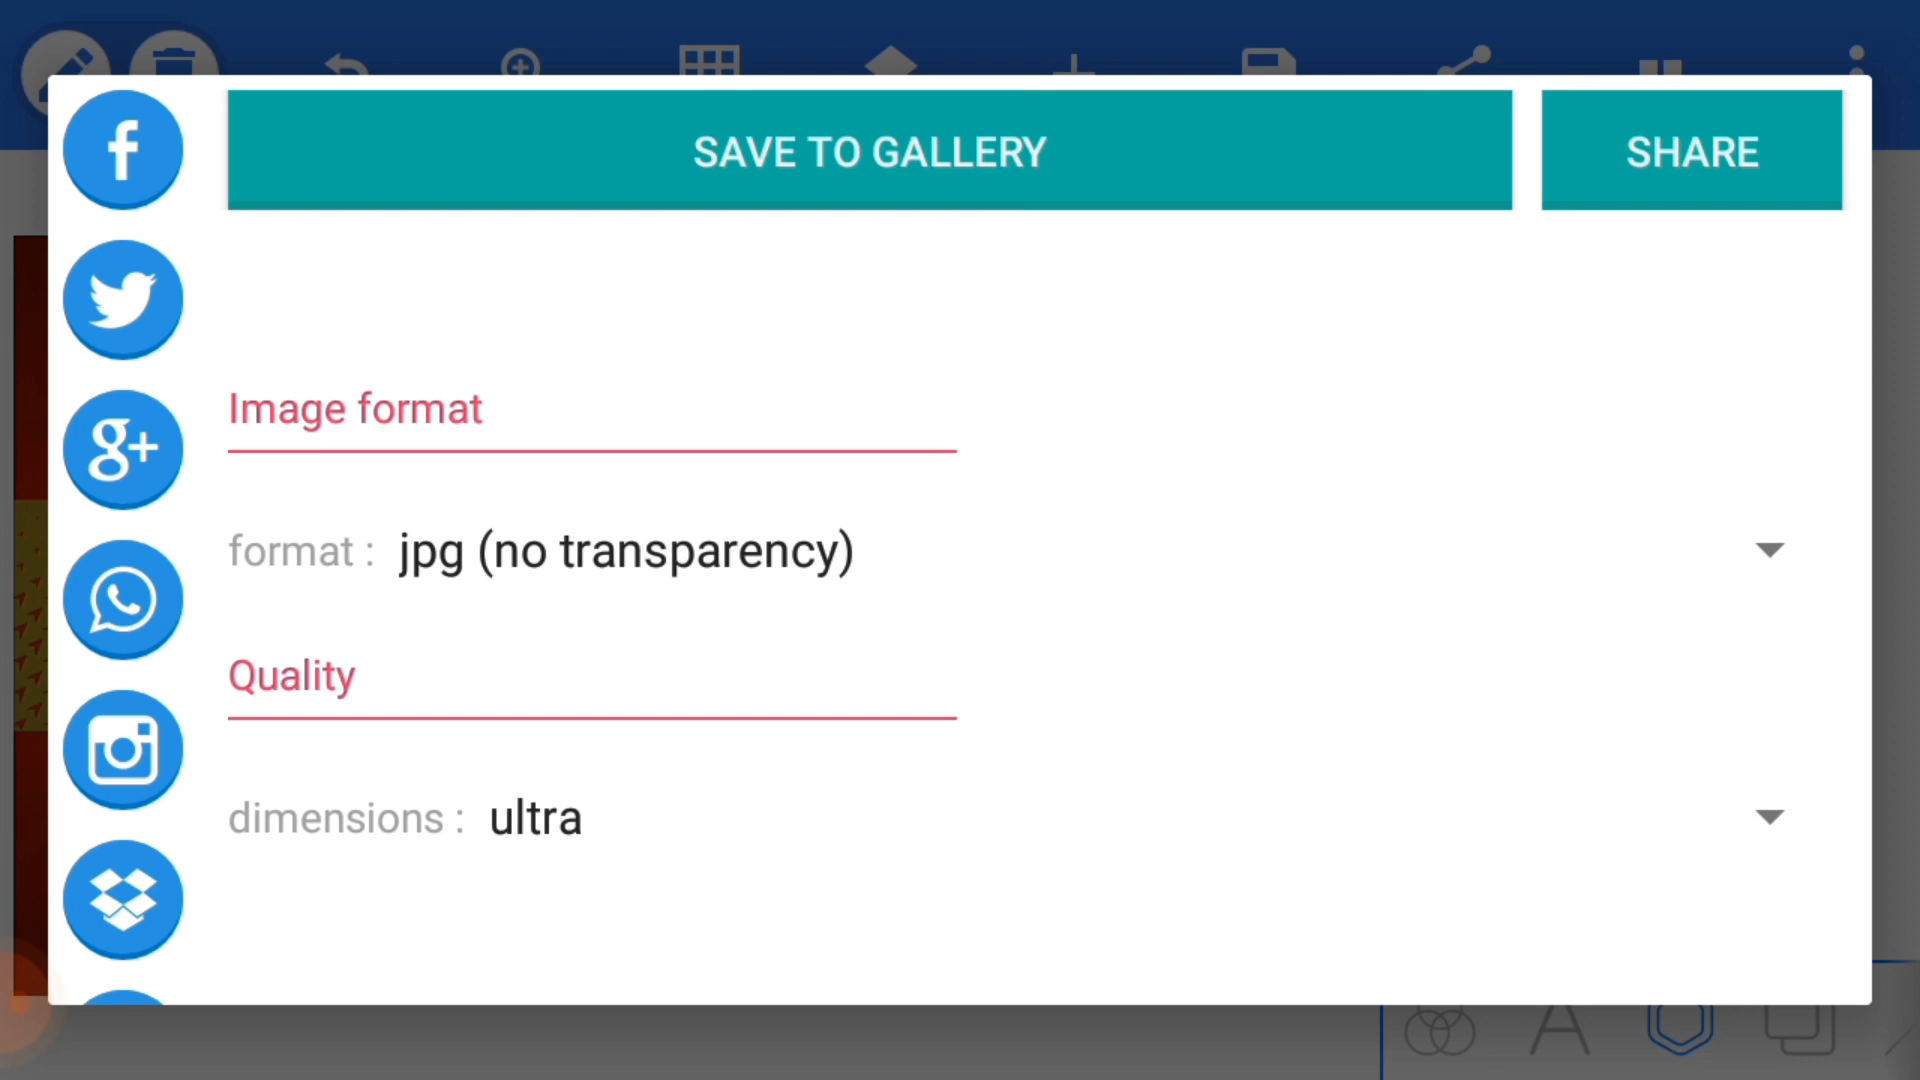 SAVE TO GALLERY
SHARE
Image format
format : jpg (no transparency)
Quality
dimensions : ultra